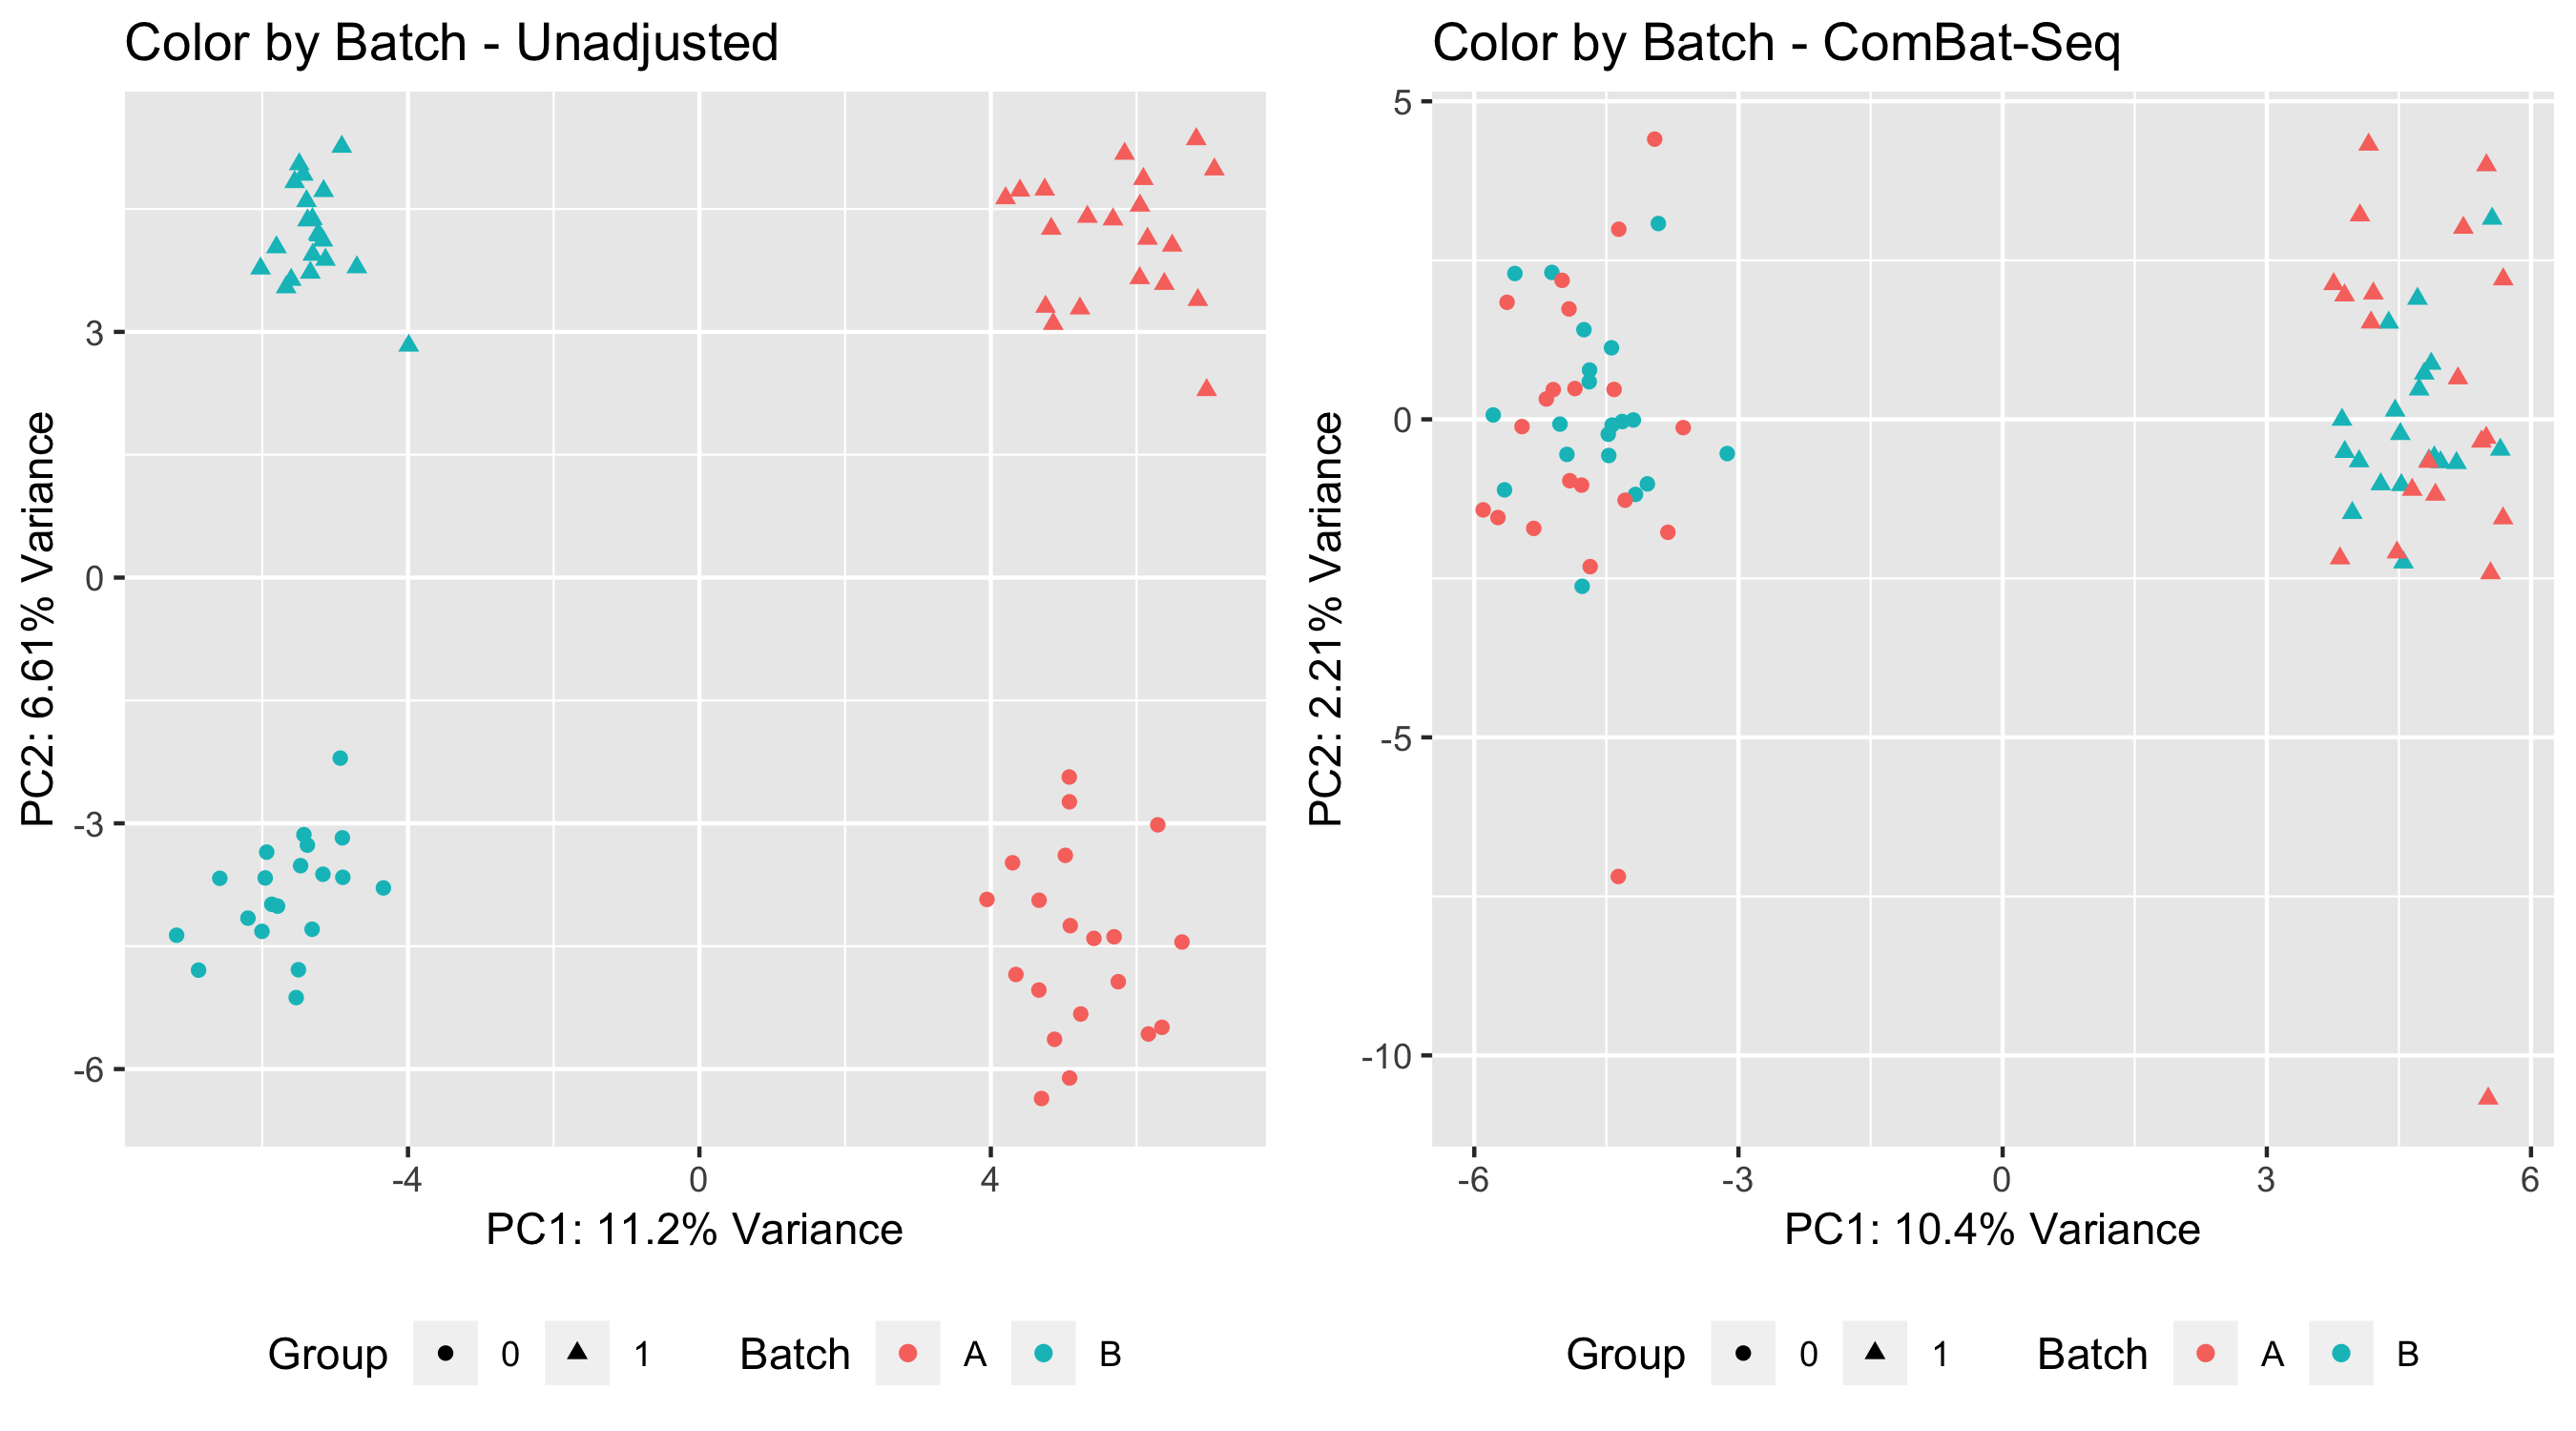 Color by Batch - Unadjusted
PC2: 6.61% Variance
3
0
-3
-6
-4 0 4
PC1: 11.2% Variance
Group 0 1 Batch A B
Color by Batch - ComBat-Seq
PC2: 2.21% Variance
5
0
-5
-10
-6 -3 0 3 6
PC1: 10.4% Variance
Group 0 1 Batch A B